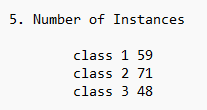 5. Number of Instances
class 1 59
class 2 71
class 3 48